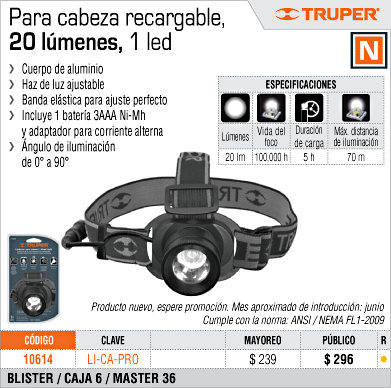 Para cabeza recargable,
20 lúmenes, 1 led
TRUPER
N
› Cuerpo de aluminio
› Haz de luz ajustable
› Banda elástica para ajuste perfecto
› Incluye 1 batería 3AAA Ni-Mh
y adaptador para corriente alterna
› Ángulo de iluminación
de 0° a 90°
ESPECIFICACIONES
Lúmenes Vida del foco Duración de carga Máx. distancia de iluminación
20 lm 100,000 h 5 h 70 m
TRUPER
Producto nuevo, espere promoción. Mes aproximado de introducción: junio
Cumple con la norma: ANSI / NEMA FL1-2009
CÓDIGO CLAVE MAYOREO PÚBLICO R
10614 LI-CA-PRO $ 239 $ 296
BLISTER / CAJA 6 / MASTER 36